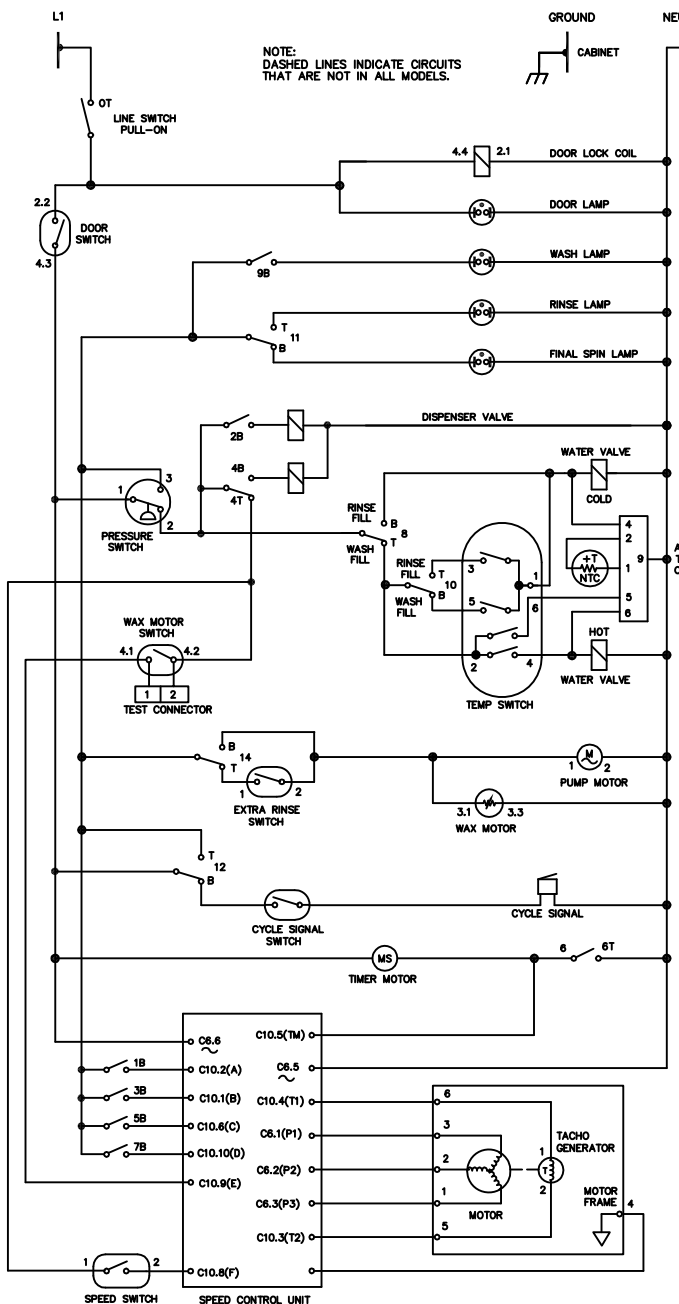 L1
GROUND
NEU
NOTE:
DASHED LINES INDICATE CIRCUITS
THAT ARE NOT IN ALL MODELS.
CABINET
OT
LINE SWITCH
PULL-ON
4.4
2.1
DOOR LOCK COIL
2.2
DOOR LAMP
DOOR
SWITCH
4.3
WASH LAMP
9B
RINSE LAMP
T
11
B
FINAL SPIN LAMP
DISPENSER VALVE
2B
4B
4T
WATER VALVE
COLD
3
1
2
PRESSURE
SWITCH
RINSE
FILL
B
8
T
WASH
FILL
RINSE
FILL
T
10
B
WASH
FILL
3
1
5
6
2
4
TEMP SWITCH
4
2
+T
NTC
1
9
5
6
A
T
C
HOT
WATER VALVE
WAX MOTOR
SWITCH
4.1
4.2
1
2
TEST CONNECTOR
B
14
T
1
2
EXTRA RINSE
SWITCH
M
1
2
PUMP MOTOR
3.1
3.3
WAX MOTOR
T
12
B
CYCLE SIGNAL
SWITCH
CYCLE SIGNAL
MS
TIMER MOTOR
6
6T
C6.6
C10.5(TM)
1B
C10.2(A)
C6.5
3B
C10.1(B)
C10.4(T1)
6
5B
C10.6(C)
C6.1(P1)
3
7B
C10.10(D)
C6.2(P2)
2
C10.9(E)
C6.3(P3)
1
MOTOR
TACHO
GENERATOR
1
T
2
C10.3(T2)
5
MOTOR
FRAME
4
1
2
C10.8(F)
SPEED SWITCH
SPEED CONTROL UNIT